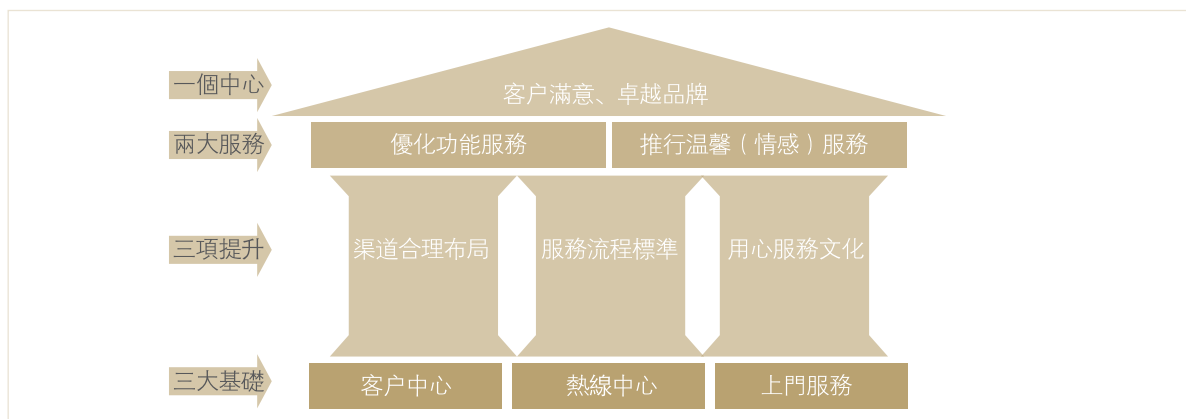 一個中心
客户滿意、卓越品牌
兩大服務
優化功能服務
推行温馨（情感）服務
三項提升
渠道合理布局
服務流程標準
用心服務文化
三大基礎
客户中心
熱線中心
上門服務